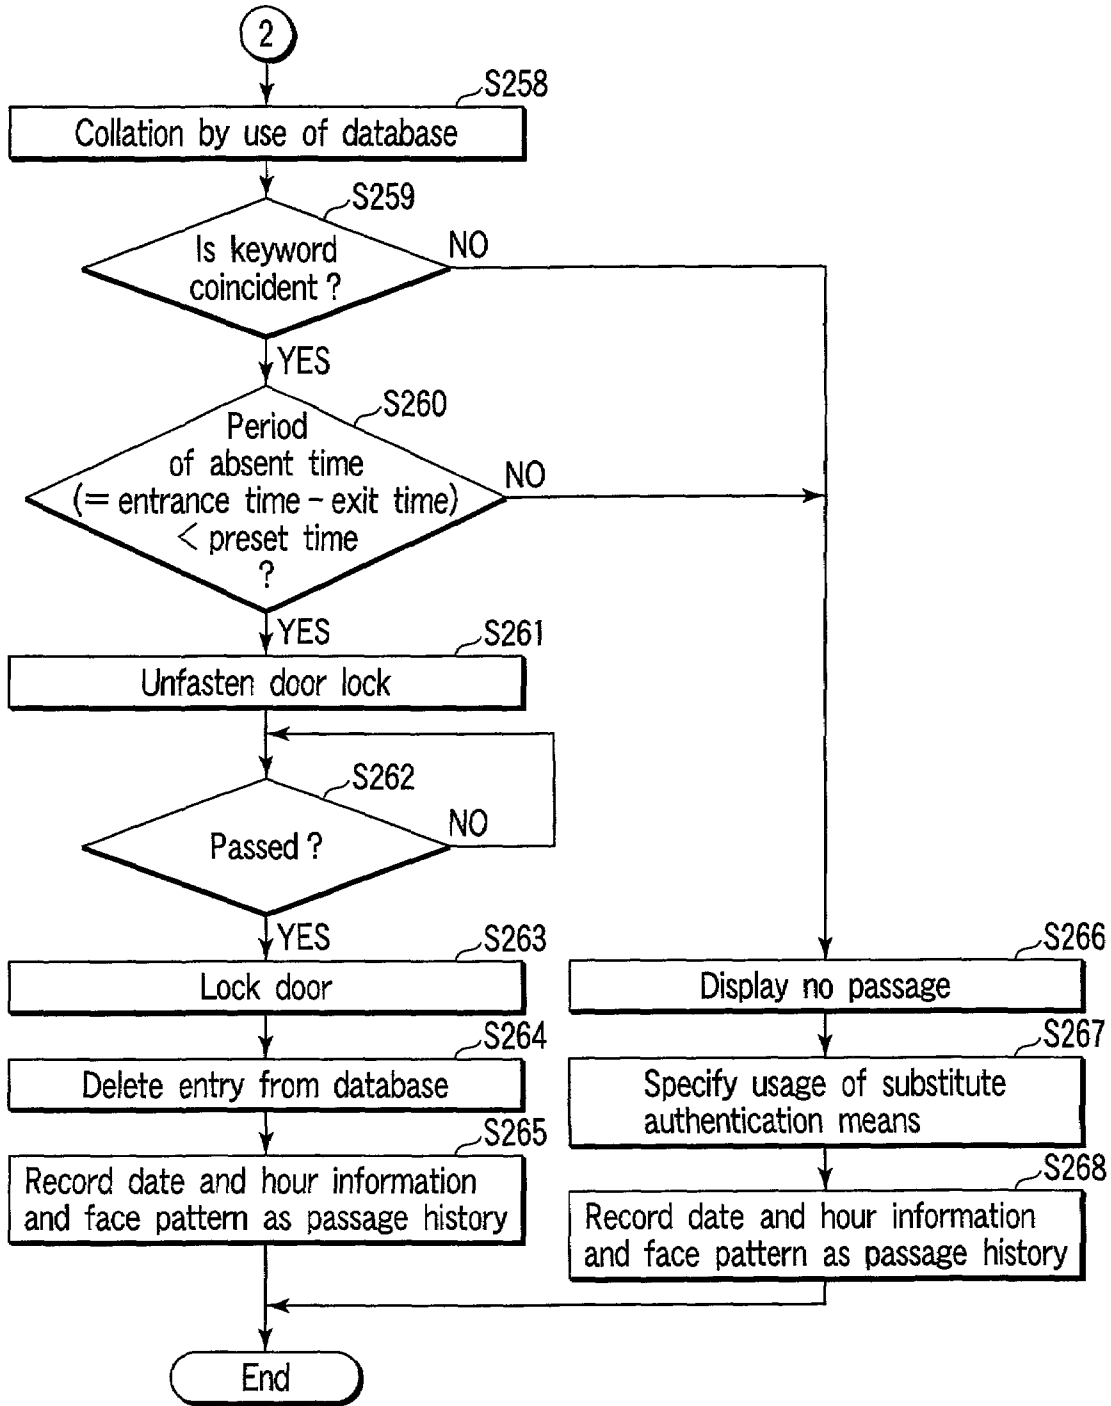 2
S258
Collation by use of database
S259
Is keyword
coincident ?
NO
YES
S260
Period
of absent time
(= entrance time - exit time)
< preset time
?
NO
YES
S261
Unfasten door lock
S262
Passed ?
NO
YES
S263
Lock door
S264
Delete entry from database
S265
Record date and hour information
and face pattern as passage history
S266
Display no passage
S267
Specify usage of substitute
authentication means
S268
Record date and hour information
and face pattern as passage history
End